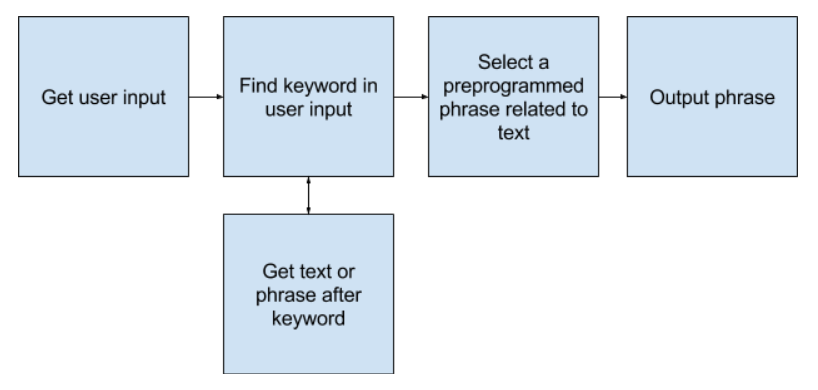 Get user input
Find keyword in
user input
Select a
preprogrammed
phrase related to
text
Output phrase
Get text or
phrase after
keyword